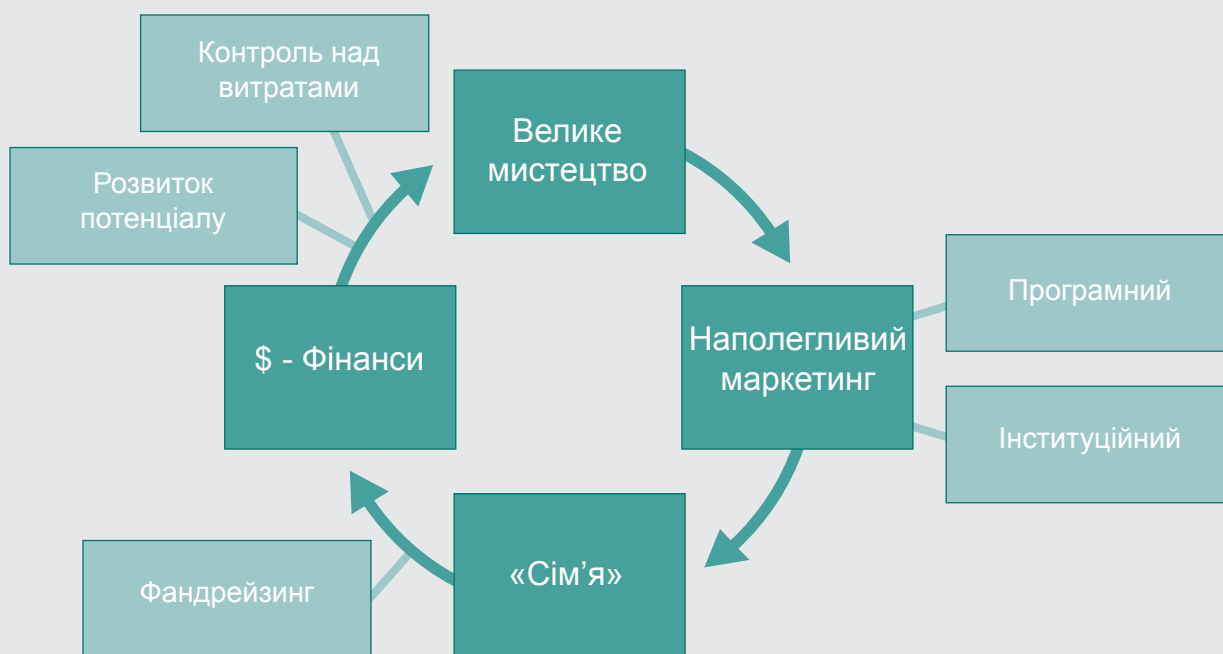 Контроль над
витратами
Велике
мистецтво
Розвиток
потенціалу
Програмний
$ - Фінанси
Наполегливий
маркетинг
Інституційний
«Сім’я»
Фандрейзинг